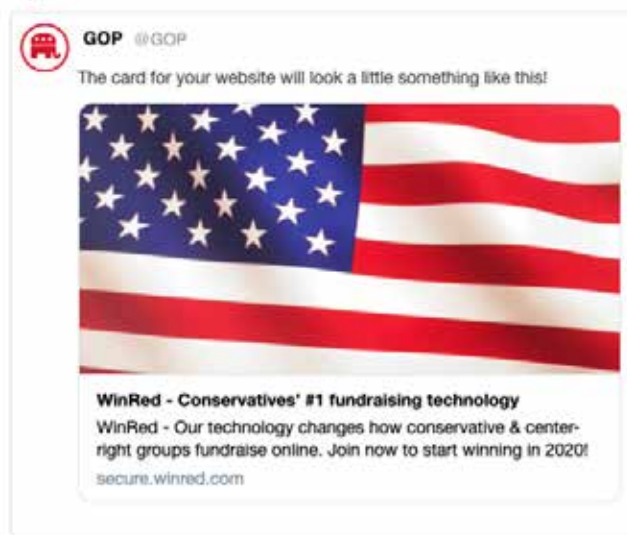 GOP @GOP
The card for your website will look a little something like this!
WinRed - Conservatives' #1 fundraising technology
WinRed - Our technology changes how conservative & center-
right groups fundraise online. Join now to start winning in 2020!
secure.winred.com